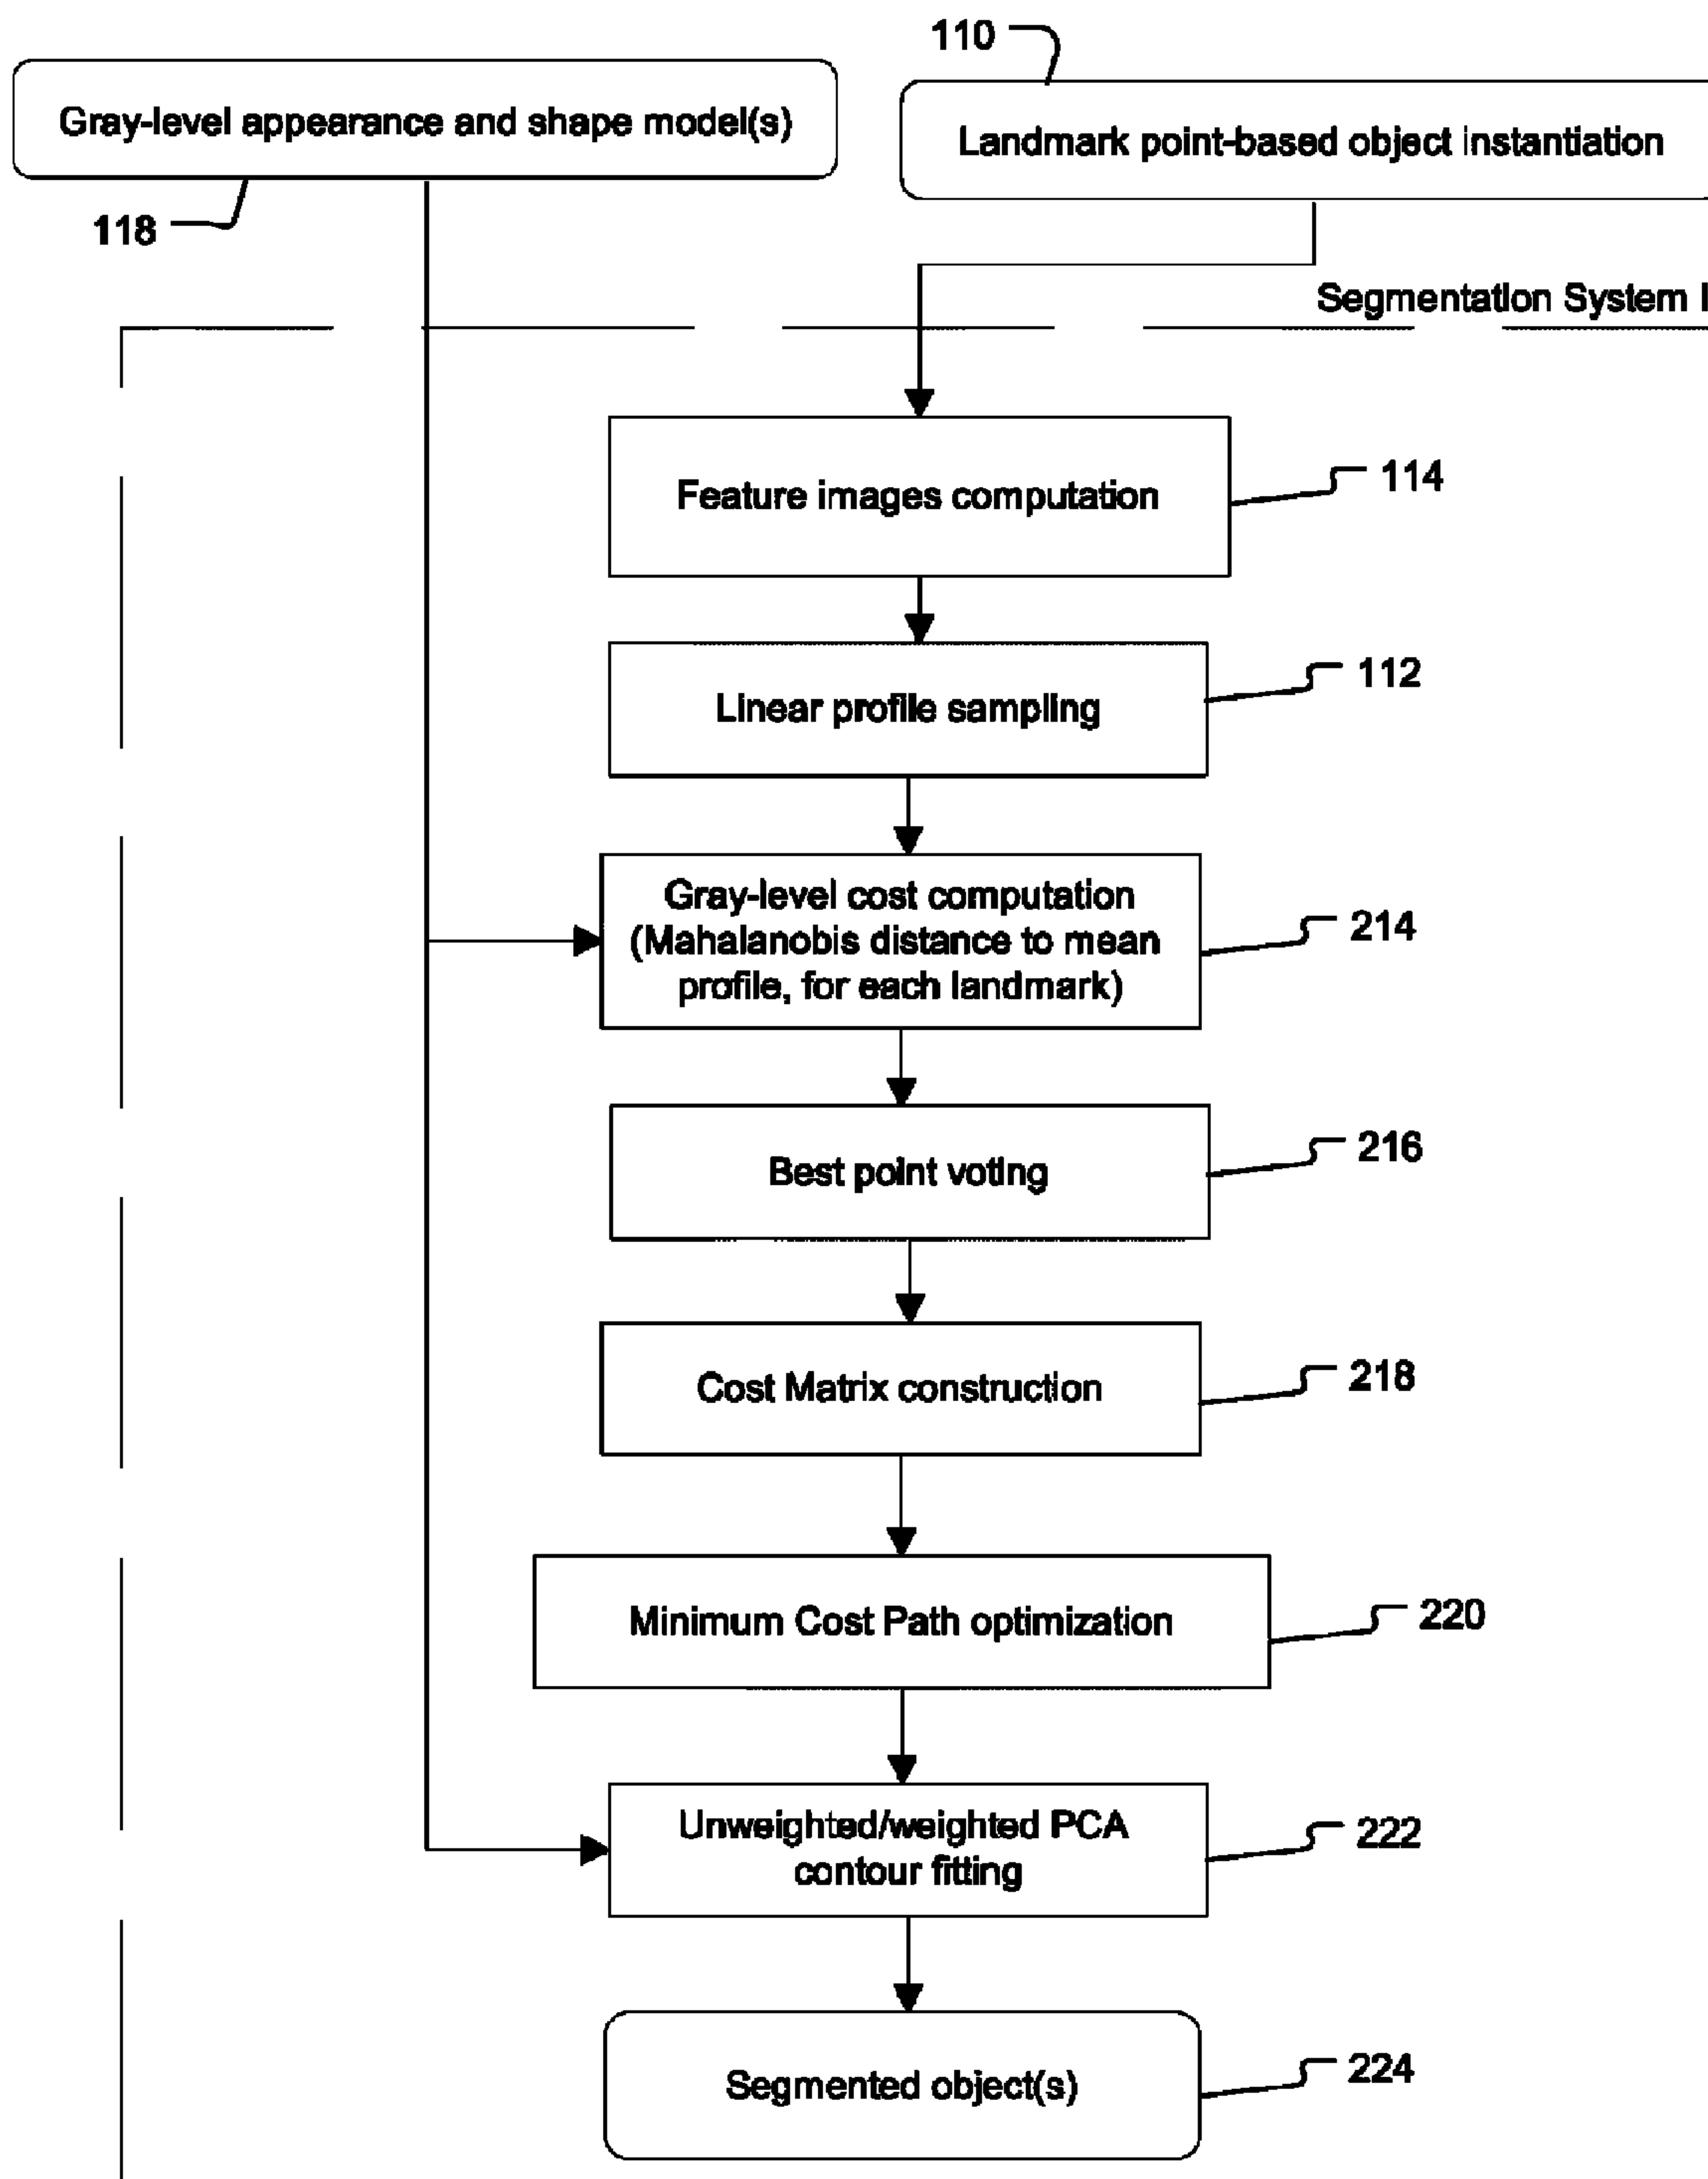 110
Gray-level appearance and shape model(s)
Landmark point-based object instantiation
118
Segmentation System I
Feature images computation
114
Linear profile sampling
112
Gray-level cost computation
(Mahalanobis distance to mean
profile, for each landmark)
214
Best point voting
216
Cost Matrix construction
218
Minimum Cost Path optimization
220
Unweighted/weighted PCA
contour fitting
222
Segmented object(s)
224